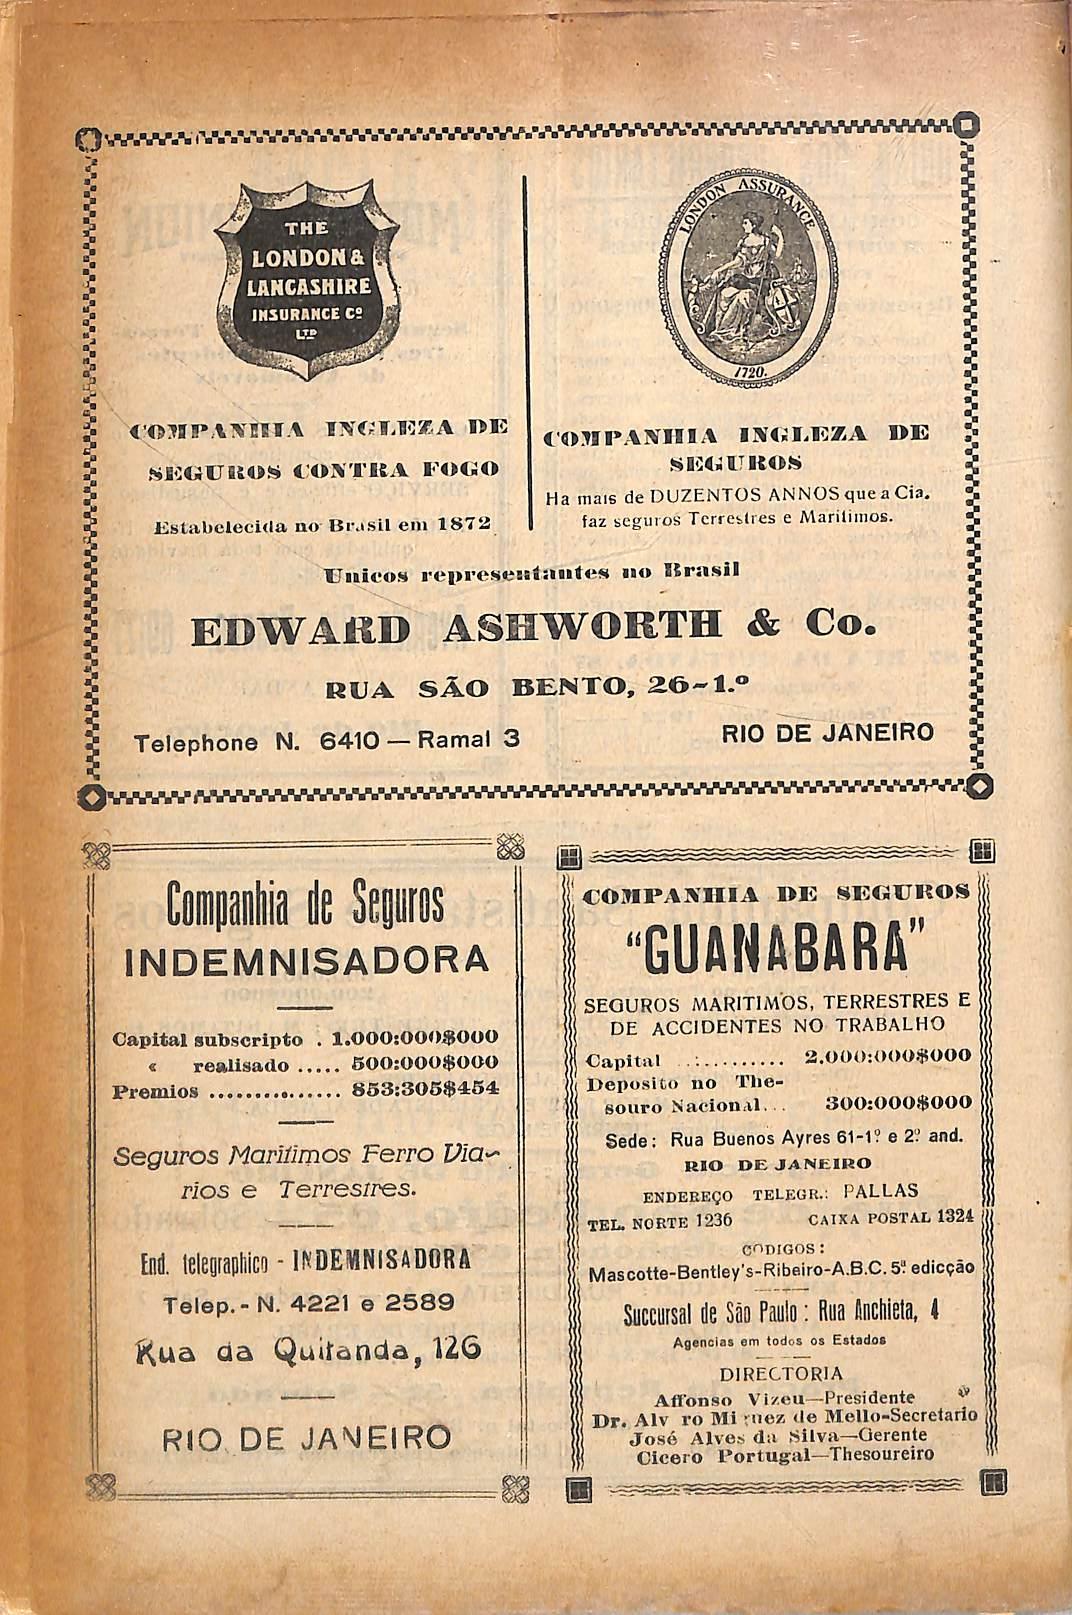 THE
LONDON &
LANCASHIRE
INSURANCE Cº
LTD
COMPANHIA INGLEZA DE
SEGUROS CONTRA FOGO
Estabelecida no Brasil em 1872
LONDON ASSURANCE
1720.
COMPANHIA INGLEZA DE
SEGUROS
Ha mais de DUZENTOS ANNOS que a Cia.
faz seguros Terrestres e Maritimos.
Unicos representantes no Brasil
EDWARD ASHWORTH & Co.
RUA SÃO BENTO, 26-1.º
Telephone N. 6410 — Ramal 3
RIO DE JANEIRO
Companhia de Seguros
INDEMNISADORA
Capital subscripto . 1.000:000$000
« realisado ..... 500:000$000
Premios .............. 853:305$454
Seguros Maritimos Ferro Via-
rios e Terrestres.
End. telegraphico - INDEMNISADORA
Telep. - N. 4221 e 2589
Rua da Quitanda, 126
RIO DE JANEIRO
COMPANHIA DE SEGUROS
“GUANABARA”
SEGUROS MARITIMOS, TERRESTRES E
DE ACCIDENTES NO TRABALHO
Capital .......... 2.000:000$000
Deposito no The-
souro Nacional... 300:000$000
Sede: Rua Buenos Ayres 61-1º e 2º and.
RIO DE JANEIRO
ENDEREÇO TELEGR.: PALLAS
TEL. NORTE 1236 CAIXA POSTAL 1324
CODIGOS:
Mascotte-Bentley's-Ribeiro-A.B.C. 5ª edicção
Succursal de São Paulo: Rua Anchieta, 4
Agencias em todos os Estados
DIRECTORIA
Affonso Vizeu—Presidente
Dr. Alv ro Mi uez de Mello-Secretario
José Alves da Silva—Gerente
Cicero Portugal—Thesoureiro